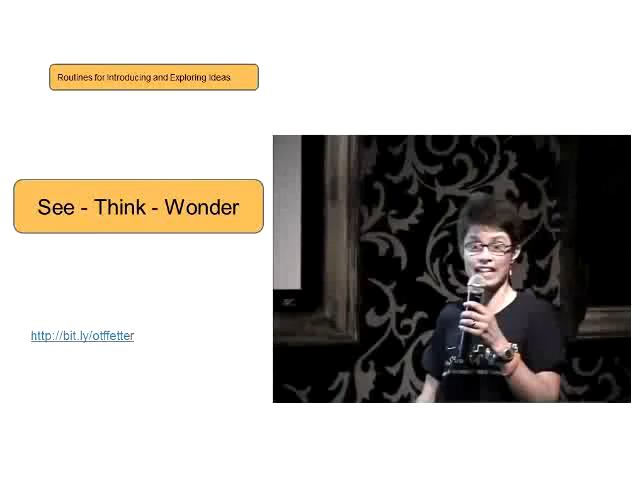 Routines for Introducing and Exploring Ideas
See - Think - Wonder
http://bit.ly/otffetter